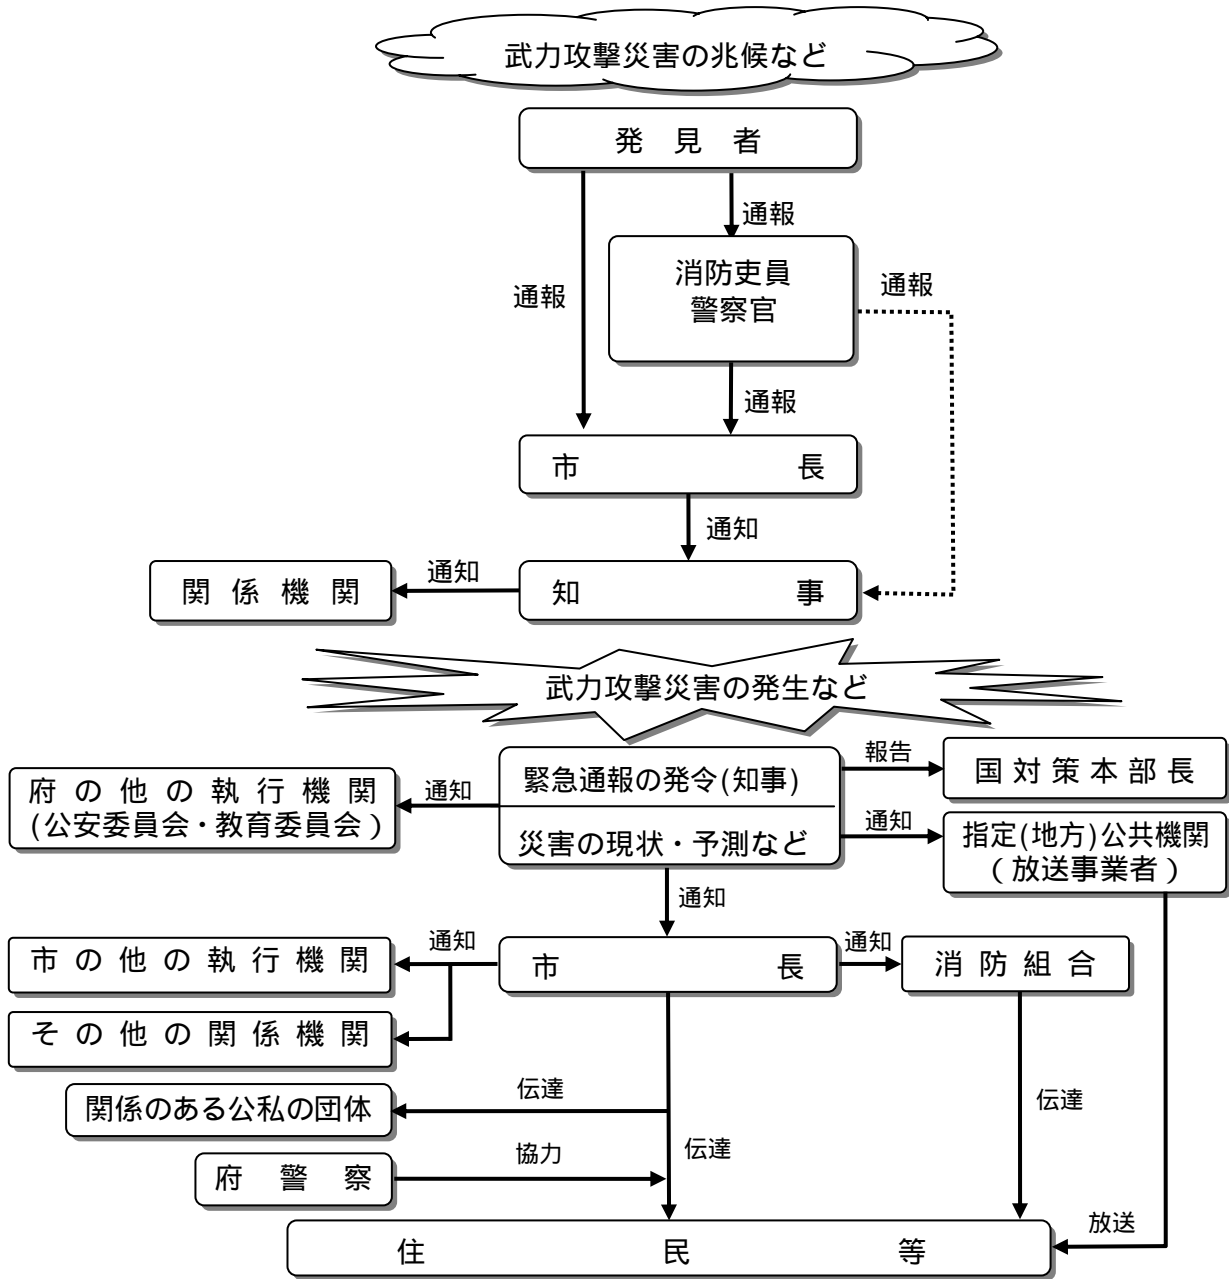 武力攻撃災害の兆候など
発見者
通報
消防吏員
警察官
通報
通報
通報
市長
通知
関係機関
通知
知事
武力攻撃災害の発生など
府の他の執行機関
(公安委員会・教育委員会)
通知
緊急通報の発令(知事)
災害の現状・予測など
報告
国対策本部長
通知
指定(地方)公共機関
(放送事業者)
通知
市の他の執行機関
通知
市長
通知
消防組合
その他の関係機関
関係のある公私の団体
伝達
伝達
府警察
協力
伝達
放送
住民等